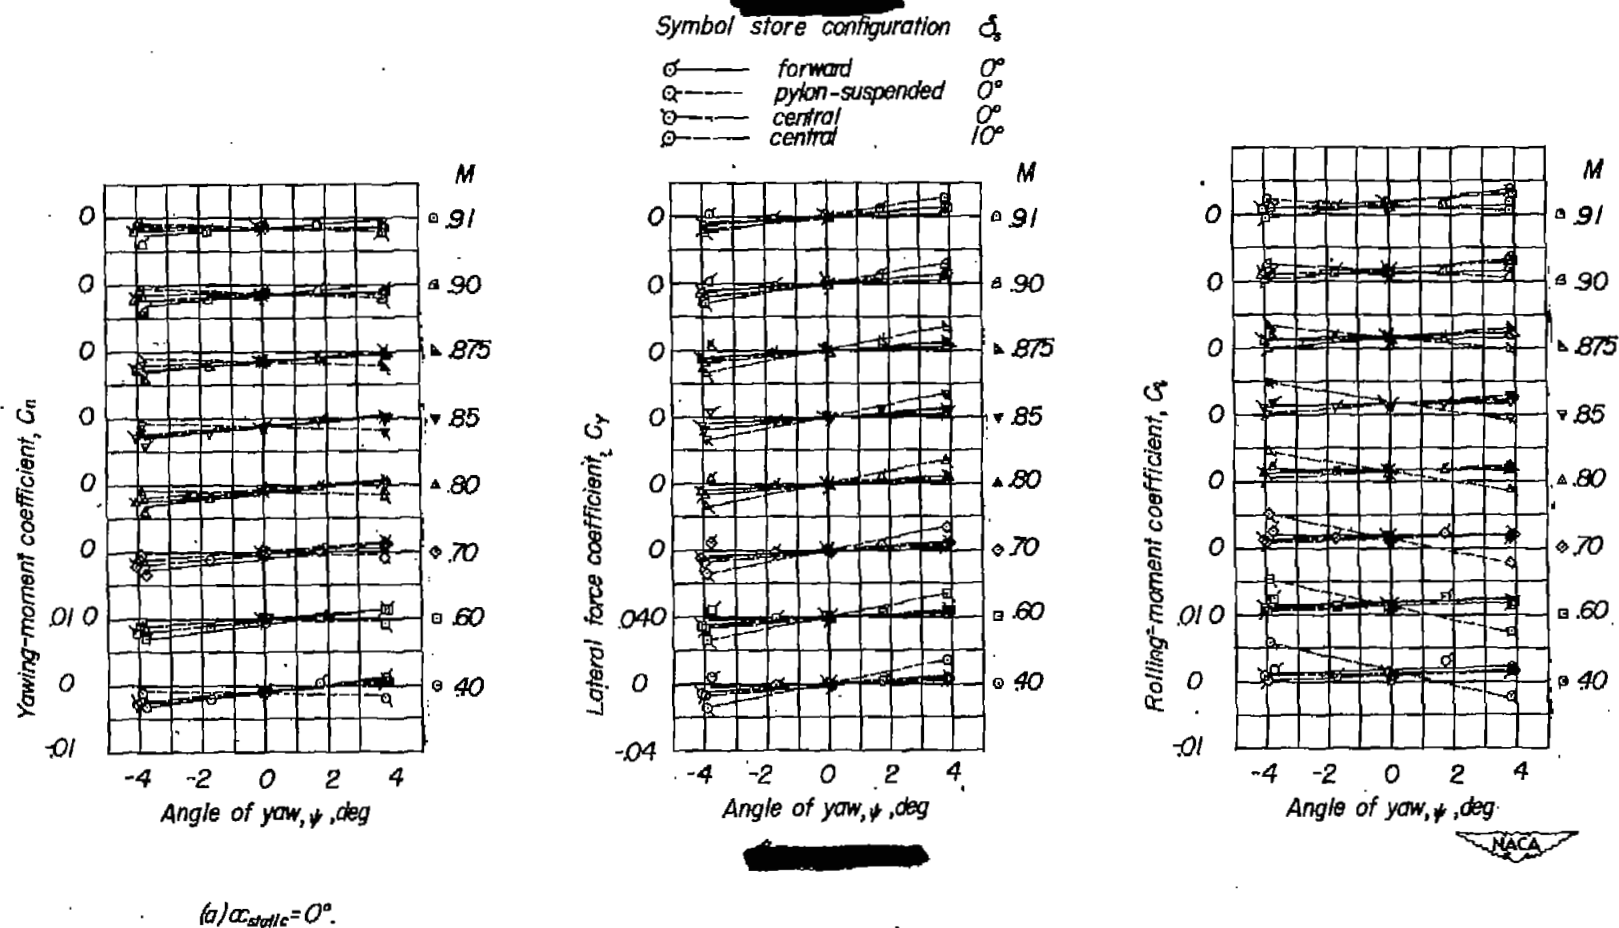 Symbol store configuration δs
forward 0°
pylon-suspended 0°
central 0°
central 10°
M
0 .91
0 .90
0 .875
0 .85
0 .80
0 .70
.01 0 .60
0 .40
-.01
-4 -2 0 2 4
Angle of yaw, ψ, deg
Yawing-moment coefficient, Cn
M
0 .91
0 .90
0 .875
0 .85
0 .80
0 .70
.040 .60
0 .40
-.04
-4 -2 0 2 4
Angle of yaw, ψ, deg
Lateral force coefficient, CY
M
0 .91
0 .90
0 .875
0 .85
0 .80
0 .70
.010 .60
0 .40
-.01
-4 -2 0 2 4
Angle of yaw, ψ, deg
Rolling-moment coefficient,
NACA
(a) αstatic = 0°.